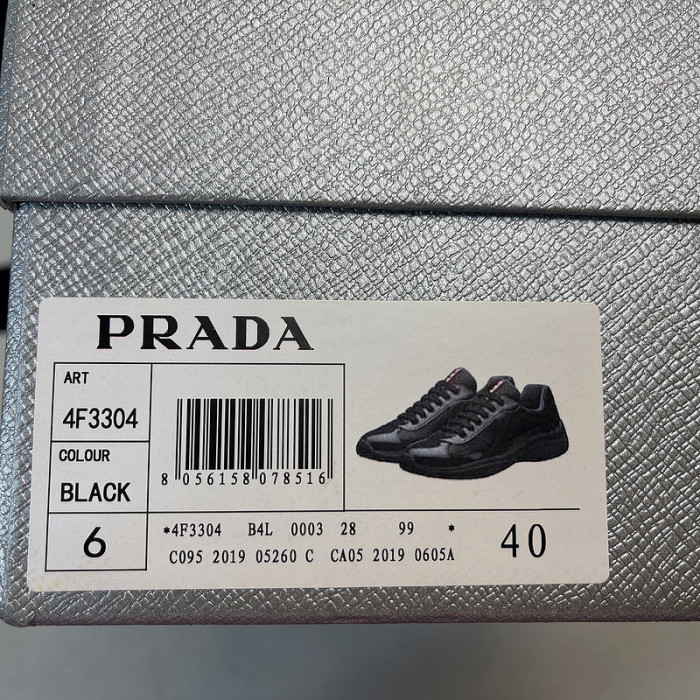 PRADA
ART
4F3304
COLOUR
BLACK
6
8 056158 078516
*4F3304 B4L 0003 28 99 *
C095 2019 05260 C CA05 2019 0605A
40